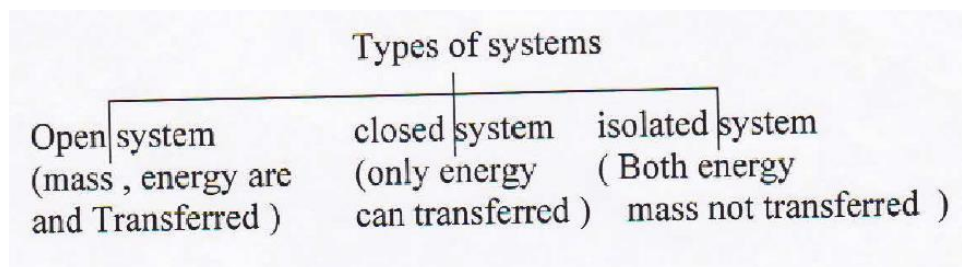 Types of systems
Open system
(mass , energy are
and Transferred )
closed system
(only energy
can transferred )
isolated system
( Both energy
mass not transferred )